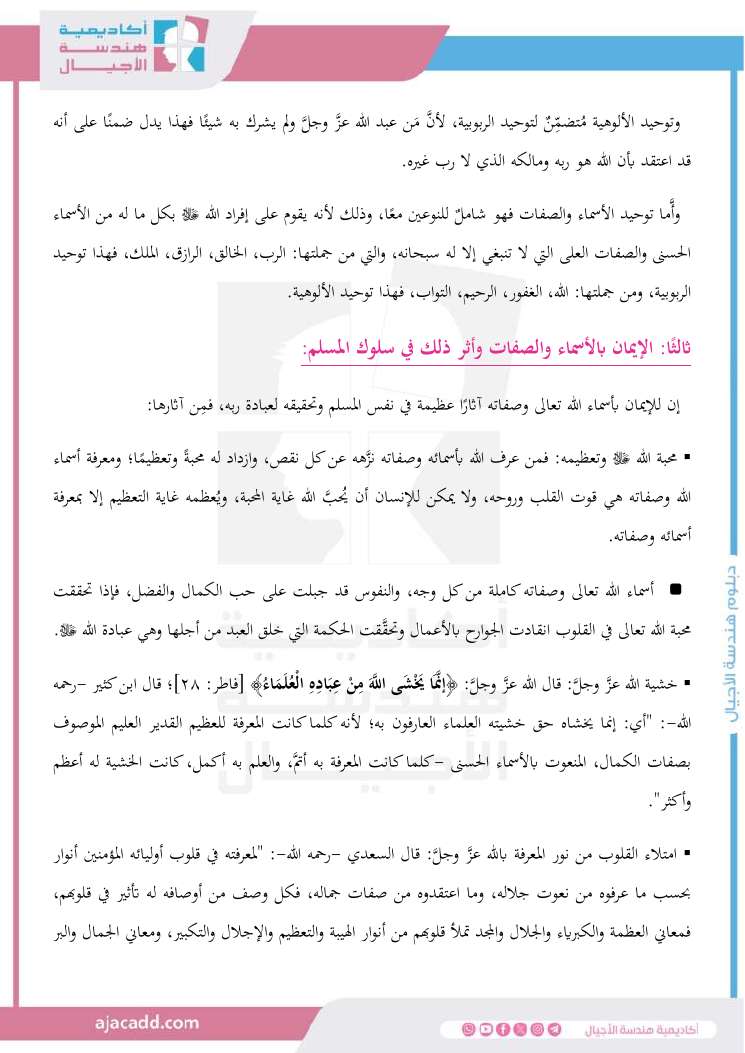 أكاديمية
هندسة
الأجيال
وتوحيد الألوهية مُتضمِّنٌ لتوحيد الربوبية، لأنَّ مَن عبد الله عزَّ وجلَّ ولم يشرك به شيئًا فهذا يدل ضمنًا على أنه
قد اعتقد بأن الله هو ربه ومالكه الذي لا رب غيره.
وأَّما توحيد الأسماء والصفات فهو شاملٌ للنوعين معًا، وذلك لأنه يقوم على إفراد الله ﷻ بكل ما له من الأسماء
الحسنى والصفات العلى التي لا تنبغي إلا له سبحانه، والتي من جملتها: الرب، الخالق، الرازق، الملك، فهذا توحيد
الربوبية، ومن جملتها: الله، الغفور، الرحيم، التواب، فهذا توحيد الألوهية.
ثالثًا: الإيمان بالأسماء والصفات وأثر ذلك في سلوك المسلم:
إن للإيمان بأسماء الله تعالى وصفاته آثارًا عظيمة في نفس المسلم وتحقيقه لعبادة ربه، فمِن آثارها:
▪ محبة الله ﷻ وتعظيمه: فمن عرف الله بأسمائه وصفاته نزَّهه عن كل نقص، وازداد له محبةً وتعظيمًا؛ ومعرفة أسماء
الله وصفاته هي قوت القلب وروحه، ولا يمكن للإنسان أن يُحبَّ الله غاية المحبة، ويُعظمه غاية التعظيم إلا بمعرفة
أسمائه وصفاته.
■ أسماء الله تعالى وصفاته كاملة من كل وجه، والنفوس قد جبلت على حب الكمال والفضل، فإذا تحققت
محبة الله تعالى في القلوب انقادت الجوارح بالأعمال وتحقَّقت الحكمة التي خلق العبد من أجلها وهي عبادة الله ﷻ.
▪ خشية الله عزَّ وجلَّ: قال الله عزَّ وجلَّ: ﴿إِنَّمَا يَخْشَى اللَّهَ مِنْ عِبَادِهِ الْعُلَمَاءُ﴾ [فاطر: ٢٨]؛ قال ابن كثير –رحمه
الله–: "أي: إنما يخشاه حق خشيته العلماء العارفون به؛ لأنه كلما كانت المعرفة للعظيم القدير العليم الموصوف
بصفات الكمال، المنعوت بالأسماء الحسنى –كلما كانت المعرفة به أتمَّ، والعلم به أكمل، كانت الخشية له أعظم
وأكثر".
▪ امتلاء القلوب من نور المعرفة بالله عزَّ وجلَّ: قال السعدي –رحمه الله–: "لمعرفته في قلوب أوليائه المؤمنين أنوار
بحسب ما عرفوه من نعوت جلاله، وما اعتقدوه من صفات جماله، فكل وصف من أوصافه له تأثير في قلوبهم،
فمعاني العظمة والكبرياء والجلال والمجد تملأ قلوبهم من أنوار الهيبة والتعظيم والإجلال والتكبير، ومعاني الجمال والبر
دبلوم هندسة الأجيال
أكاديمية هندسة الأجيال
ajacadd.com